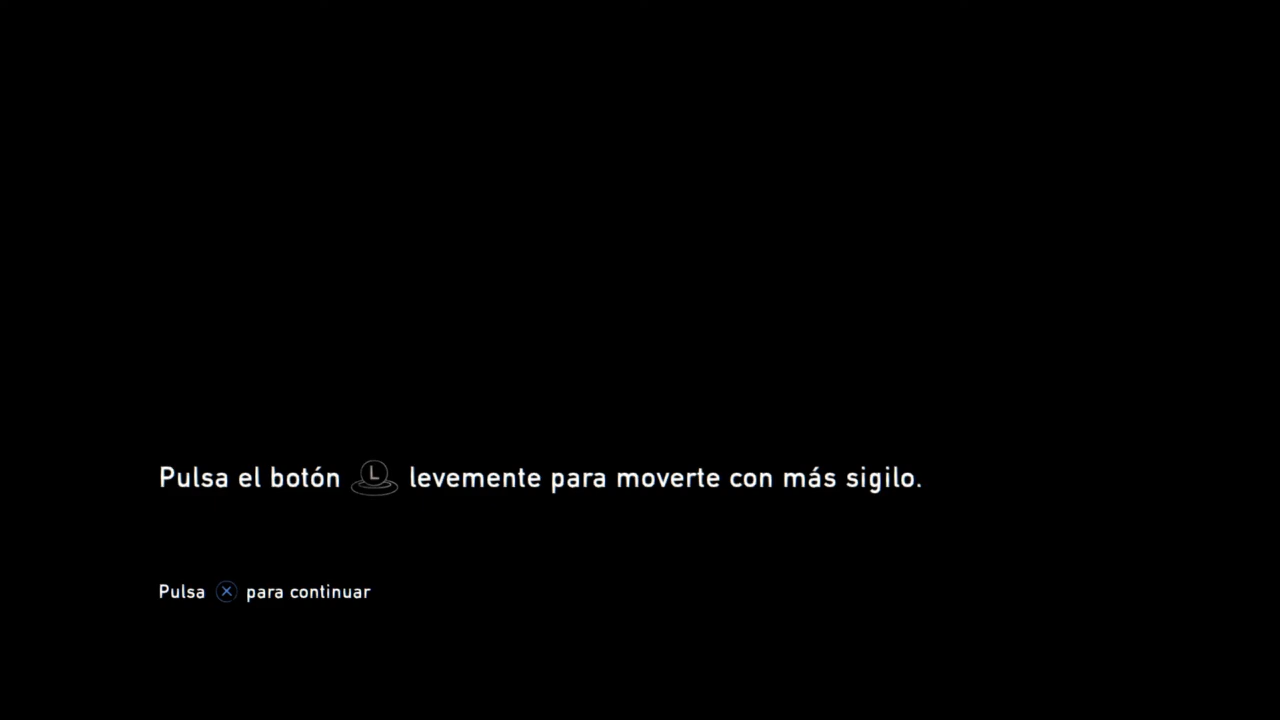 Pulsa el botón L levemente para moverte con más sigilo.
Pulsa X para continuar